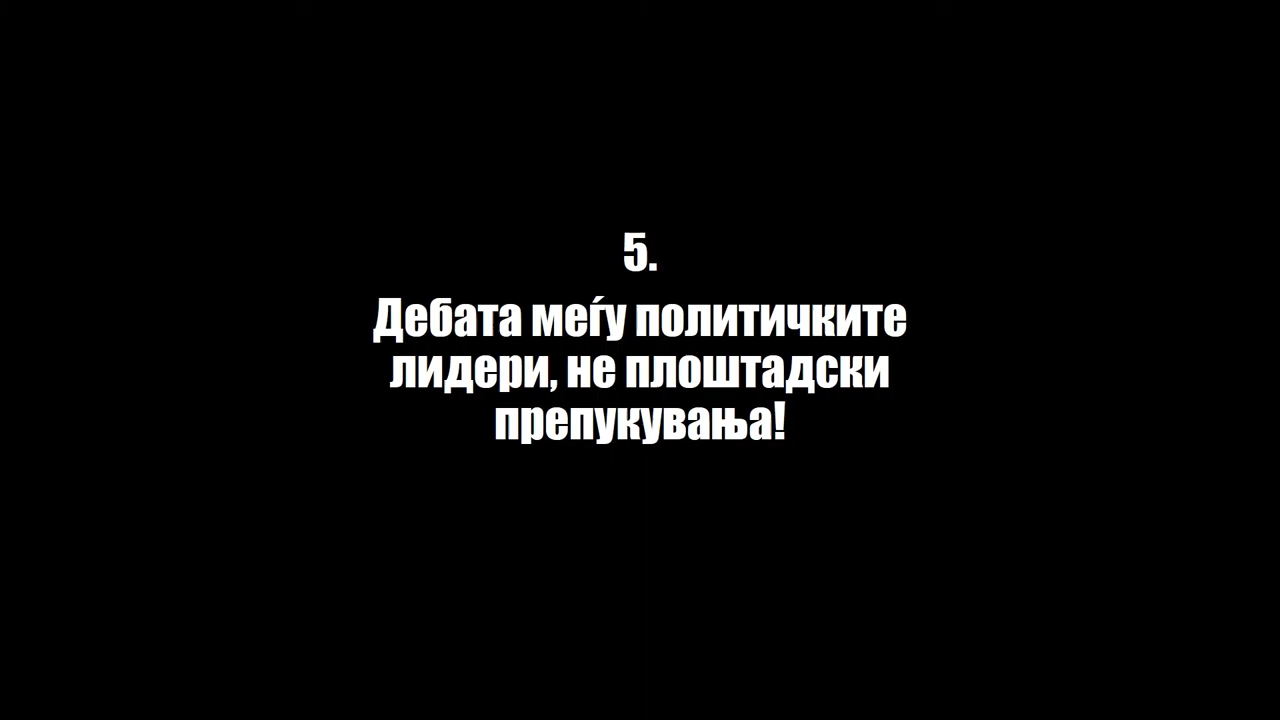 5.
Дебата меѓу политичките
лидери, не плоштадски
препукувања!